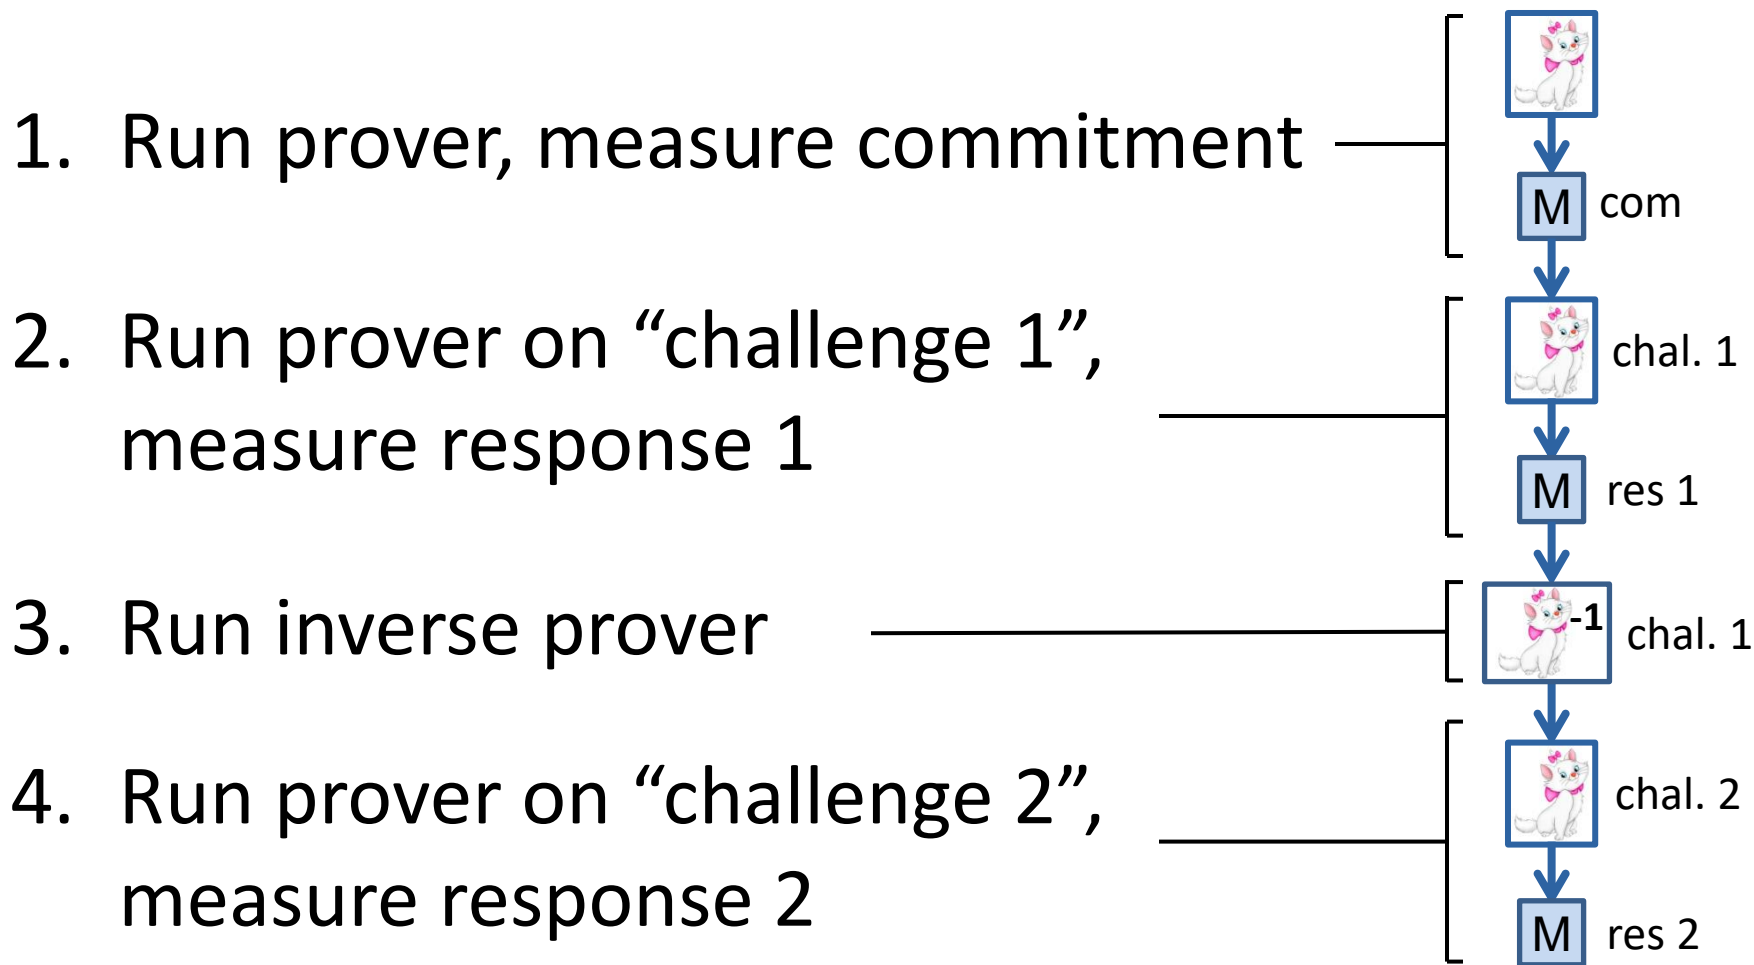 1. Run prover, measure commitment
M com
2. Run prover on “challenge 1”,
measure response 1
chal. 1
M res 1
3. Run inverse prover
-1 chal. 1
4. Run prover on “challenge 2”,
measure response 2
chal. 2
M res 2